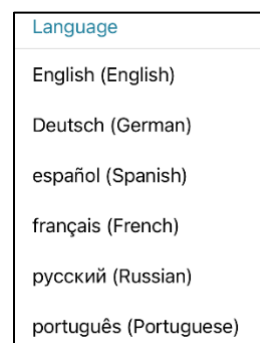 Language
English (English)
Deutsch (German)
español (Spanish)
français (French)
русский (Russian)
português (Portuguese)